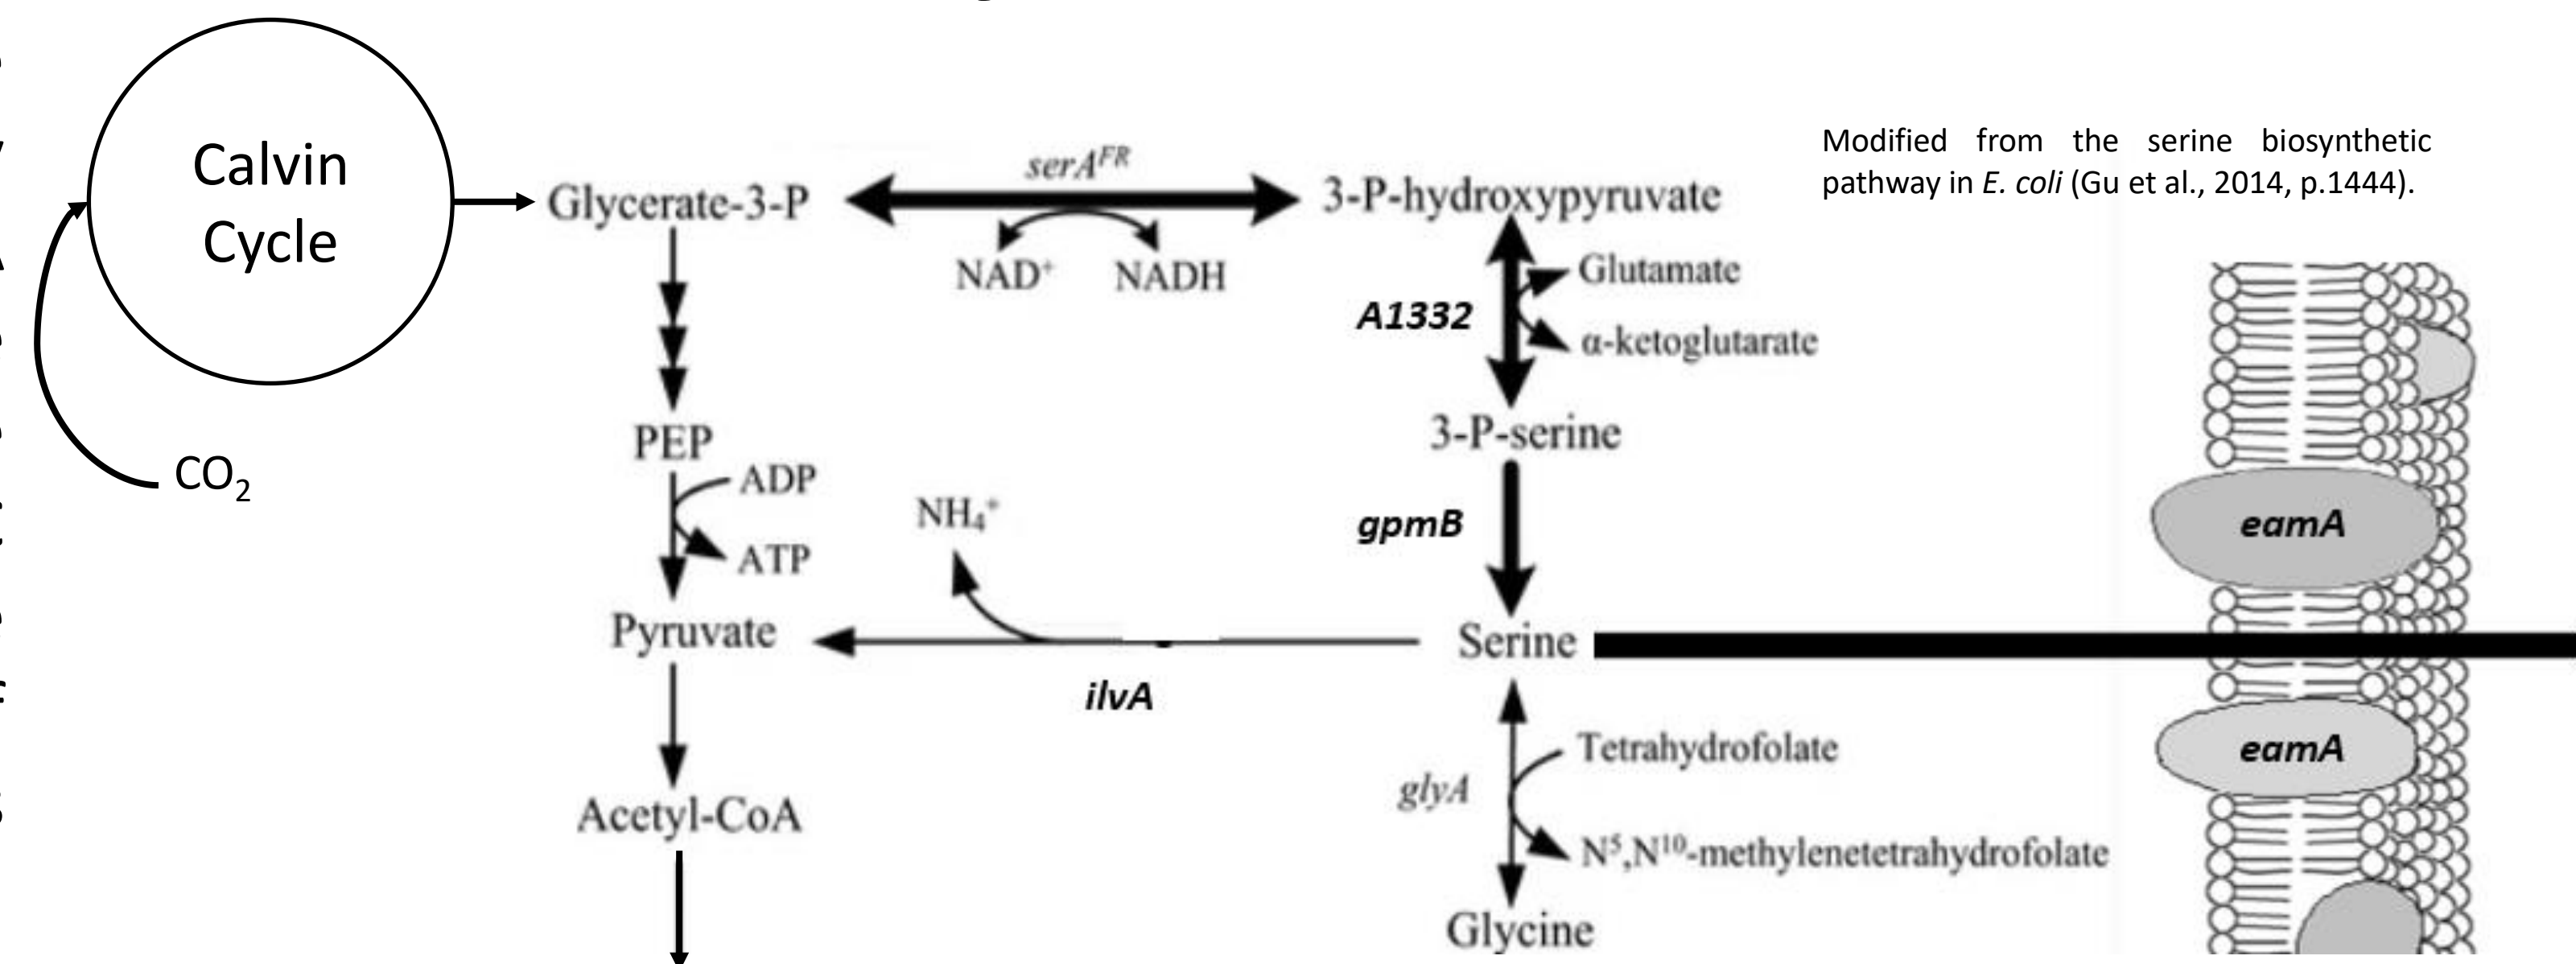 Calvin
Cycle
CO₂
Glycerate-3-P
serAᶠᴿ
NAD⁺
NADH
3-P-hydroxypyruvate
Modified from the serine biosynthetic
pathway in E. coli (Gu et al., 2014, p.1444).
A1332
Glutamate
α-ketoglutarate
3-P-serine
PEP
ADP
ATP
NH₄⁺
gpmB
eamA
Pyruvate
ilvA
Serine
eamA
Acetyl-CoA
glyA
Tetrahydrofolate
N⁵,N¹⁰-methylenetetrahydrofolate
Glycine